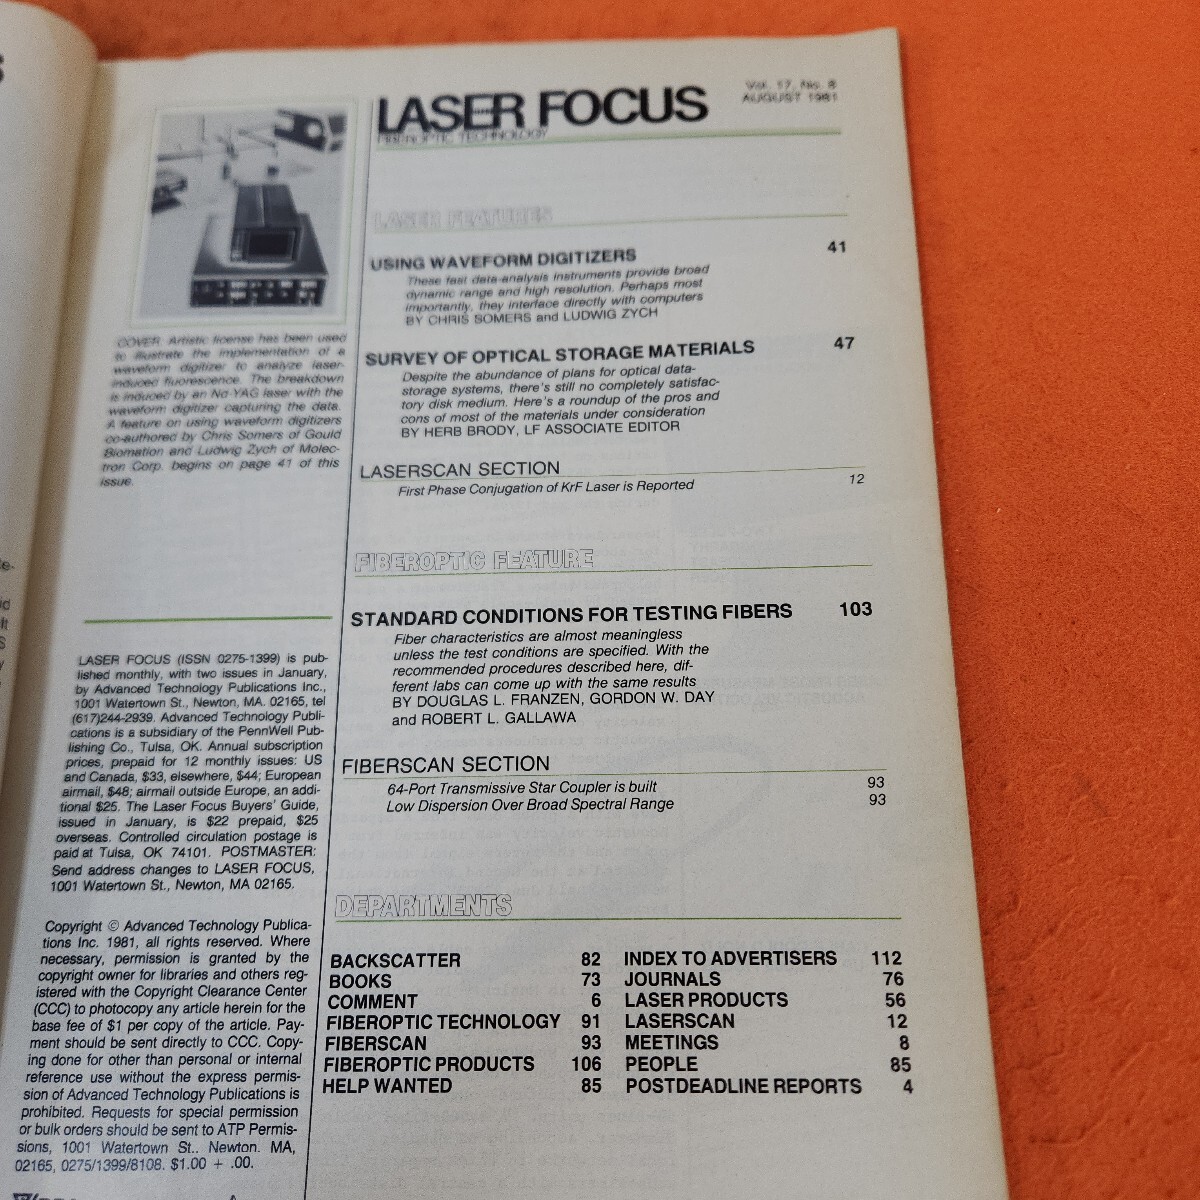 LASER FOCUS
FIBEROPTIC TECHNOLOGY
Vol. 17, No. 8
AUGUST 1981
COVER: Artistic license has been used
to illustrate the implementation of a
waveform digitizer to analyze laser-
induced fluorescence. The breakdown
is induced by an Nd-YAG laser with the
waveform digitizer capturing the data.
A feature on using waveform digitizers
co-authored by Chris Somers of Gould
Biomation and Ludwig Zych of Molec-
tron Corp. begins on page 41 of this
issue.
LASER FOCUS (ISSN 0275-1399) is pub-
lished monthly, with two issues in January,
by Advanced Technology Publications Inc.,
1001 Watertown St., Newton, MA. 02165, tel
(617)244-2939. Advanced Technology Publi-
cations is a subsidiary of the PennWell Pub-
lishing Co., Tulsa, OK. Annual subscription
prices, prepaid for 12 monthly issues: US
and Canada, $33, elsewhere, $44; European
airmail, $48; airmail outside Europe, an addi-
tional $25. The Laser Focus Buyers' Guide,
issued in January, is $22 prepaid, $25
overseas. Controlled circulation postage is
paid at Tulsa, OK 74101. POSTMASTER:
Send address changes to LASER FOCUS,
1001 Watertown St., Newton, MA 02165.
Copyright © Advanced Technology Publica-
tions Inc. 1981, all rights reserved. Where
necessary, permission is granted by the
copyright owner for libraries and others reg-
istered with the Copyright Clearance Center
(CCC) to photocopy any article herein for the
base fee of $1 per copy of the article. Pay-
ment should be sent directly to CCC. Copy-
ing done for other than personal or internal
reference use without the express permis-
sion of Advanced Technology Publications is
prohibited. Requests for special permission
or bulk orders should be sent to ATP Permis-
sions, 1001 Watertown St., Newton. MA,
02165, 0275/1399/8108. $1.00 + .00.
LASER FEATURES
USING WAVEFORM DIGITIZERS 41
These fast data-analysis instruments provide broad
dynamic range and high resolution. Perhaps most
importantly, they interface directly with computers
BY CHRIS SOMERS and LUDWIG ZYCH
SURVEY OF OPTICAL STORAGE MATERIALS 47
Despite the abundance of plans for optical data-
storage systems, there's still no completely satisfac-
tory disk medium. Here's a roundup of the pros and
cons of most of the materials under consideration
BY HERB BRODY, LF ASSOCIATE EDITOR
LASERSCAN SECTION
First Phase Conjugation of KrF Laser is Reported 12
FIBEROPTIC FEATURE
STANDARD CONDITIONS FOR TESTING FIBERS 103
Fiber characteristics are almost meaningless
unless the test conditions are specified. With the
recommended procedures described here, dif-
ferent labs can come up with the same results
BY DOUGLAS L. FRANZEN, GORDON W. DAY
and ROBERT L. GALLAWA
FIBERSCAN SECTION
64-Port Transmissive Star Coupler is built 93
Low Dispersion Over Broad Spectral Range 93
DEPARTMENTS
BACKSCATTER 82
BOOKS 73
COMMENT 6
FIBEROPTIC TECHNOLOGY 91
FIBERSCAN 93
FIBEROPTIC PRODUCTS 106
HELP WANTED 85
INDEX TO ADVERTISERS 112
JOURNALS 76
LASER PRODUCTS 56
LASERSCAN 12
MEETINGS 8
PEOPLE 85
POSTDEADLINE REPORTS 4